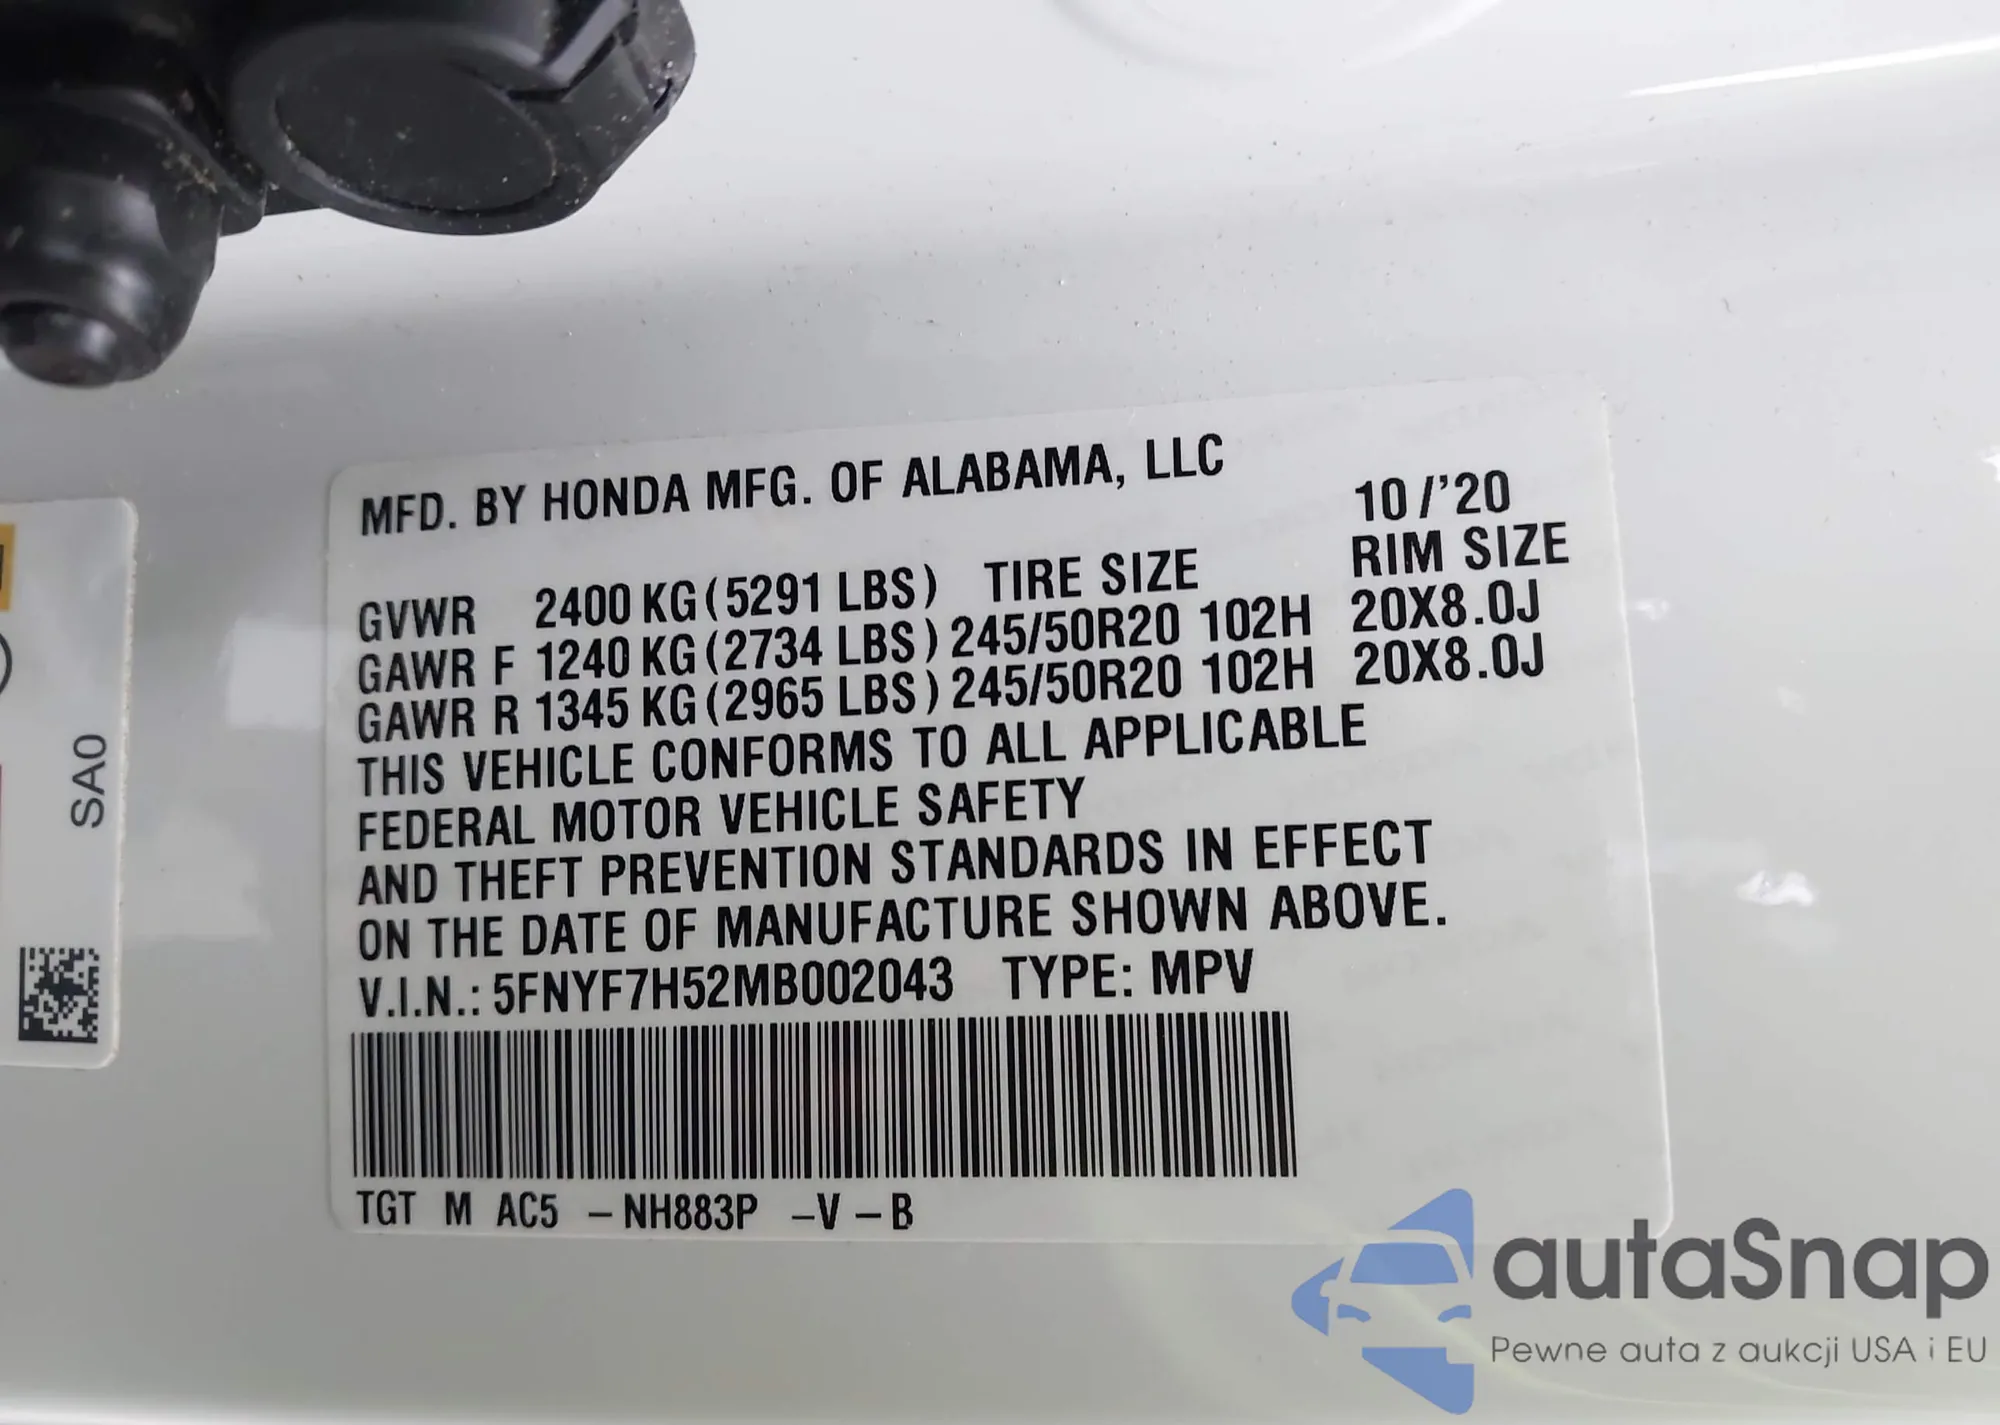 MFD. BY HONDA MFG. OF ALABAMA, LLC
10/'20
GVWR 2400 KG (5291 LBS) TIRE SIZE RIM SIZE
GAWR F 1240 KG (2734 LBS) 245/50R20 102H 20X8.0J
GAWR R 1345 KG (2965 LBS) 245/50R20 102H 20X8.0J
THIS VEHICLE CONFORMS TO ALL APPLICABLE
FEDERAL MOTOR VEHICLE SAFETY
AND THEFT PREVENTION STANDARDS IN EFFECT
ON THE DATE OF MANUFACTURE SHOWN ABOVE.
V.I.N.: 5FNYF7H52MB002043 TYPE: MPV
TGT M AC5 -NH883P -V-B
SA0
autaSnap
Pewne auta z aukcji USA i EU